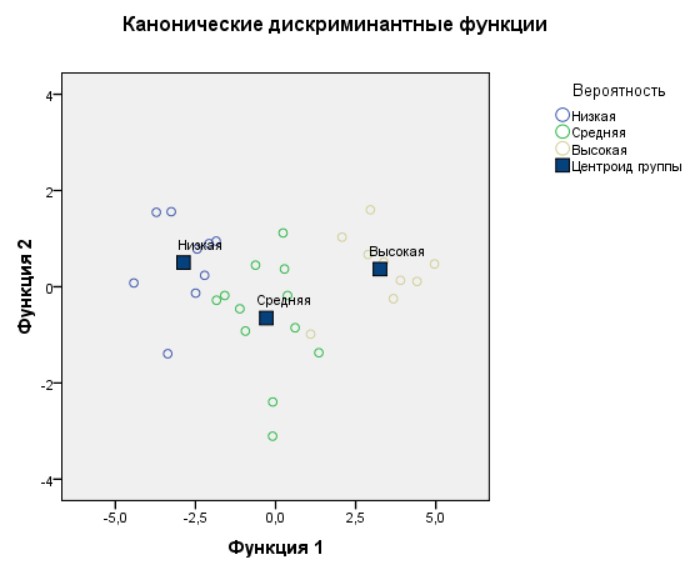 Канонические дискриминантные функции
Вероятность
Низкая
Средняя
Высокая
Центроид группы
Функция 2
4
2
0
-2
-4
Низкая
Средняя
Высокая
-5,0
-2,5
0,0
2,5
5,0
Функция 1